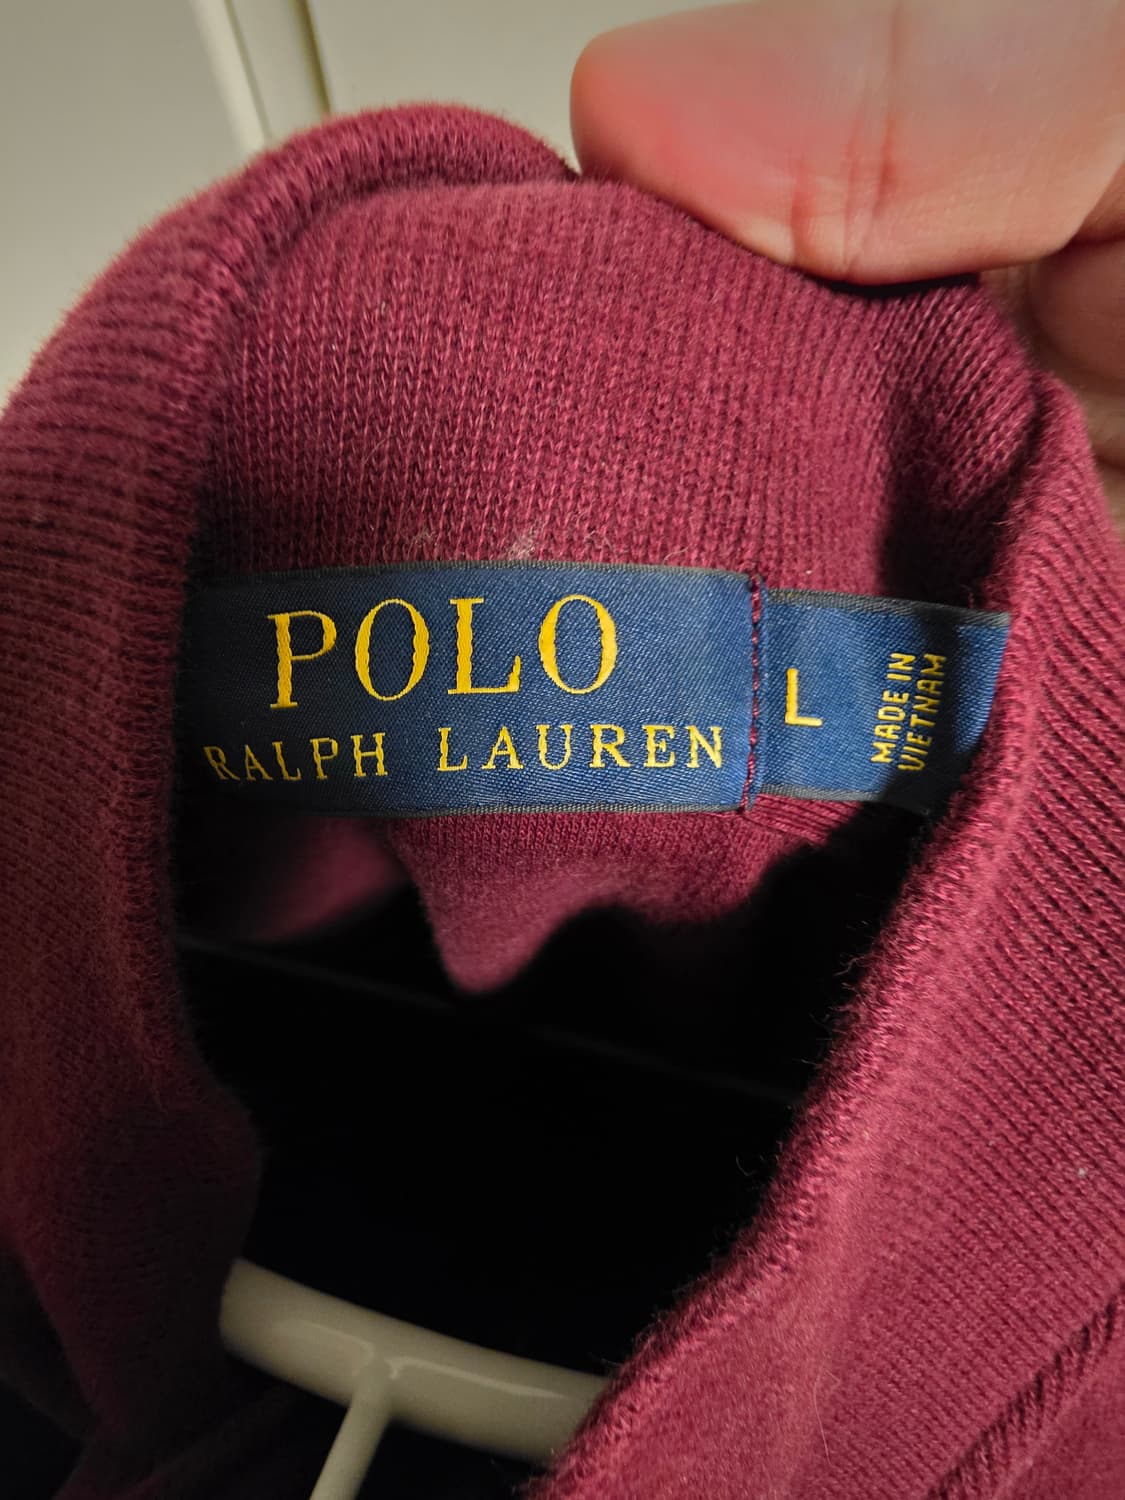 POLO
RALPH LAUREN
L
MADE IN
VIETNAM